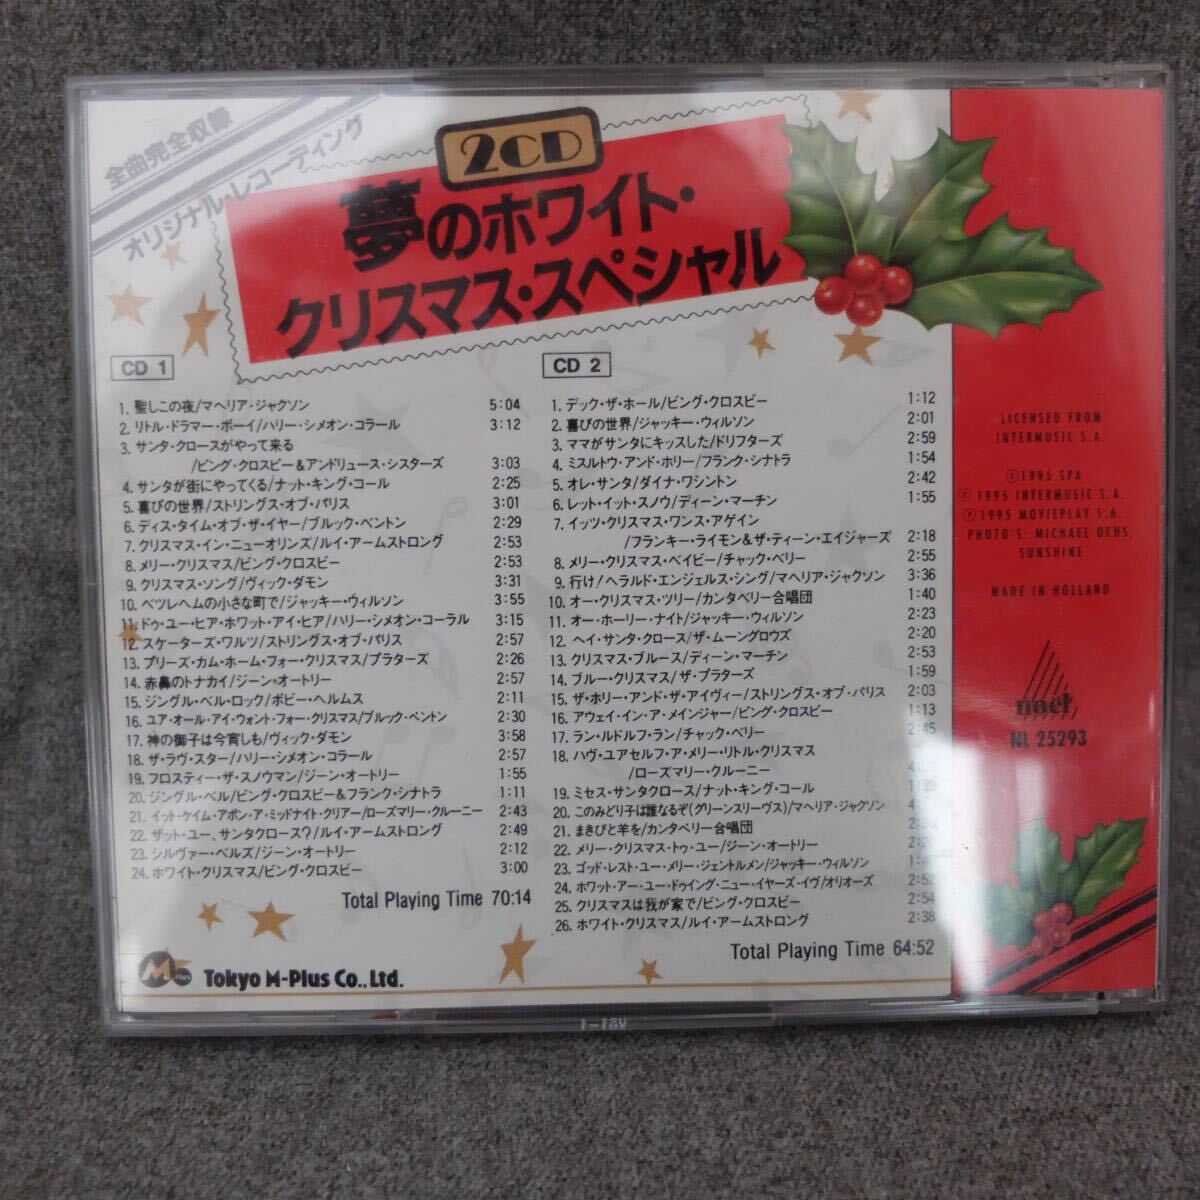 全曲完全収録
オリジナル・レコーディング
2CD
夢のホワイト・
クリスマス・スペシャル
CD 1
1. 聖しこの夜/マヘリア・ジャクソン 5:04
2. リトル・ドラマー・ボーイ/ハリー・シメオン・コラール 3:12
3. サンタ・クロースがやって来る
/ビング・クロスビー&アンドリュース・シスターズ 3:03
4. サンタが街にやってくる/ナット・キング・コール 2:25
5. 喜びの世界/ストリングス・オブ・パリス 3:01
6. ディス・タイム・オブ・ザ・イヤー/ブルック・ベントン 2:29
7. クリスマス・イン・ニューオリンズ/ルイ・アームストロング 2:53
8. メリー・クリスマス/ビング・クロスビー 2:53
9. クリスマス・ソング/ヴィック・ダモン 3:31
10. ベツレヘムの小さな町で/ジャッキー・ウィルソン 3:55
11. ドゥ・ユー・ヒア・ホワット・アイ・ヒア/ハリー・シメオン・コーラル 3:15
12. スケーターズ・ワルツ/ストリングス・オブ・パリス 2:57
13. プリーズ・カム・ホーム・フォー・クリスマス/プラターズ 2:26
14. 赤鼻のトナカイ/ジーン・オートリー 2:57
15. ジングル・ベル・ロック/ボビー・ヘルムス 2:11
16. ユア・オール・アイ・ウォント・フォー・クリスマス/ブルック・ベントン 2:30
17. 神の御子は今宵しも/ヴィック・ダモン 3:58
18. ザ・ラヴ・スター/ハリー・シメオン・コラール 2:57
19. フロスティー・ザ・スノウマン/ジーン・オートリー 1:55
20. ジングル・ベル/ビング・クロスビー&フランク・シナトラ 1:11
21. イット・ケイム・アポン・ア・ミッドナイト・クリアー/ローズマリー・クルーニー 2:43
22. ザット・ユー、サンタクロース?/ルイ・アームストロング 2:49
23. シルヴァー・ベルズ/ジーン・オートリー 2:12
24. ホワイト・クリスマス/ビング・クロスビー 3:00
Total Playing Time 70:14
CD 2
1. デック・ザ・ホール/ビング・クロスビー 1:12
2. 喜びの世界/ジャッキー・ウィルソン 2:01
3. ママがサンタにキッスした/ドリフターズ 2:59
4. ミスルトウ・アンド・ホリー/フランク・シナトラ 1:54
5. オレ・サンタ/ダイナ・ワシントン 2:42
6. レット・イット・スノウ/ディーン・マーチン 1:55
7. イッツ・クリスマス・ワンス・アゲイン
/フランキー・ライモン&ザ・ティーン・エイジャーズ 2:18
8. メリー・クリスマス・ベイビー/チャック・ベリー 2:55
9. 行け!ヘラルド・エンジェルス・シング/マヘリア・ジャクソン 3:36
10. オー・クリスマス・ツリー/カンタベリー合唱団 1:40
11. オー・ホーリー・ナイト/ジャッキー・ウィルソン 2:23
12. ヘイ・サンタ・クロース/ザ・ムーングロウズ 2:20
13. クリスマス・ブルース/ディーン・マーチン 2:53
14. ブルー・クリスマス/ザ・プラターズ 1:59
15. ザ・ホリー・アンド・ザ・アイヴィー/ストリングス・オブ・パリス 2:03
16. アウェイ・イン・ア・メインジャー/ビング・クロスビー 1:13
17. ラン・ルドルフ・ラン/チャック・ベリー 2:45
18. ハヴ・ユアセルフ・ア・メリー・リトル・クリスマス
/ローズマリー・クルーニー
19. ミセス・サンタクロース/ナット・キング・コール
20. このみどり子は誰なるぞ(グリーンスリーヴス)/マヘリア・ジャクソン
21. まきびと羊を/カンタベリー合唱団
22. メリー・クリスマス・トゥ・ユー/ジーン・オートリー
23. ゴッド・レスト・ユー・メリー・ジェントルメン/ジャッキー・ウィルソン
24. ホワット・アー・ユー・ドゥイング・ニュー・イヤーズ・イヴ/オリオーズ 2:52
25. クリスマスは我が家で/ビング・クロスビー 2:54
26. ホワイト・クリスマス/ルイ・アームストロング 2:38
Total Playing Time 64:52
M PLUS Tokyo M-Plus Co., Ltd.
LICENSED FROM
INTERMUSIC S.A.
1995 SPA
© 1995 INTERMUSIC S.A.
℗ 1995 MOVIEPLAY S.A.
PHOTO'S: MICHAEL OCHS,
SUNSHINE
MADE IN HOLLAND
noël
NL 25293